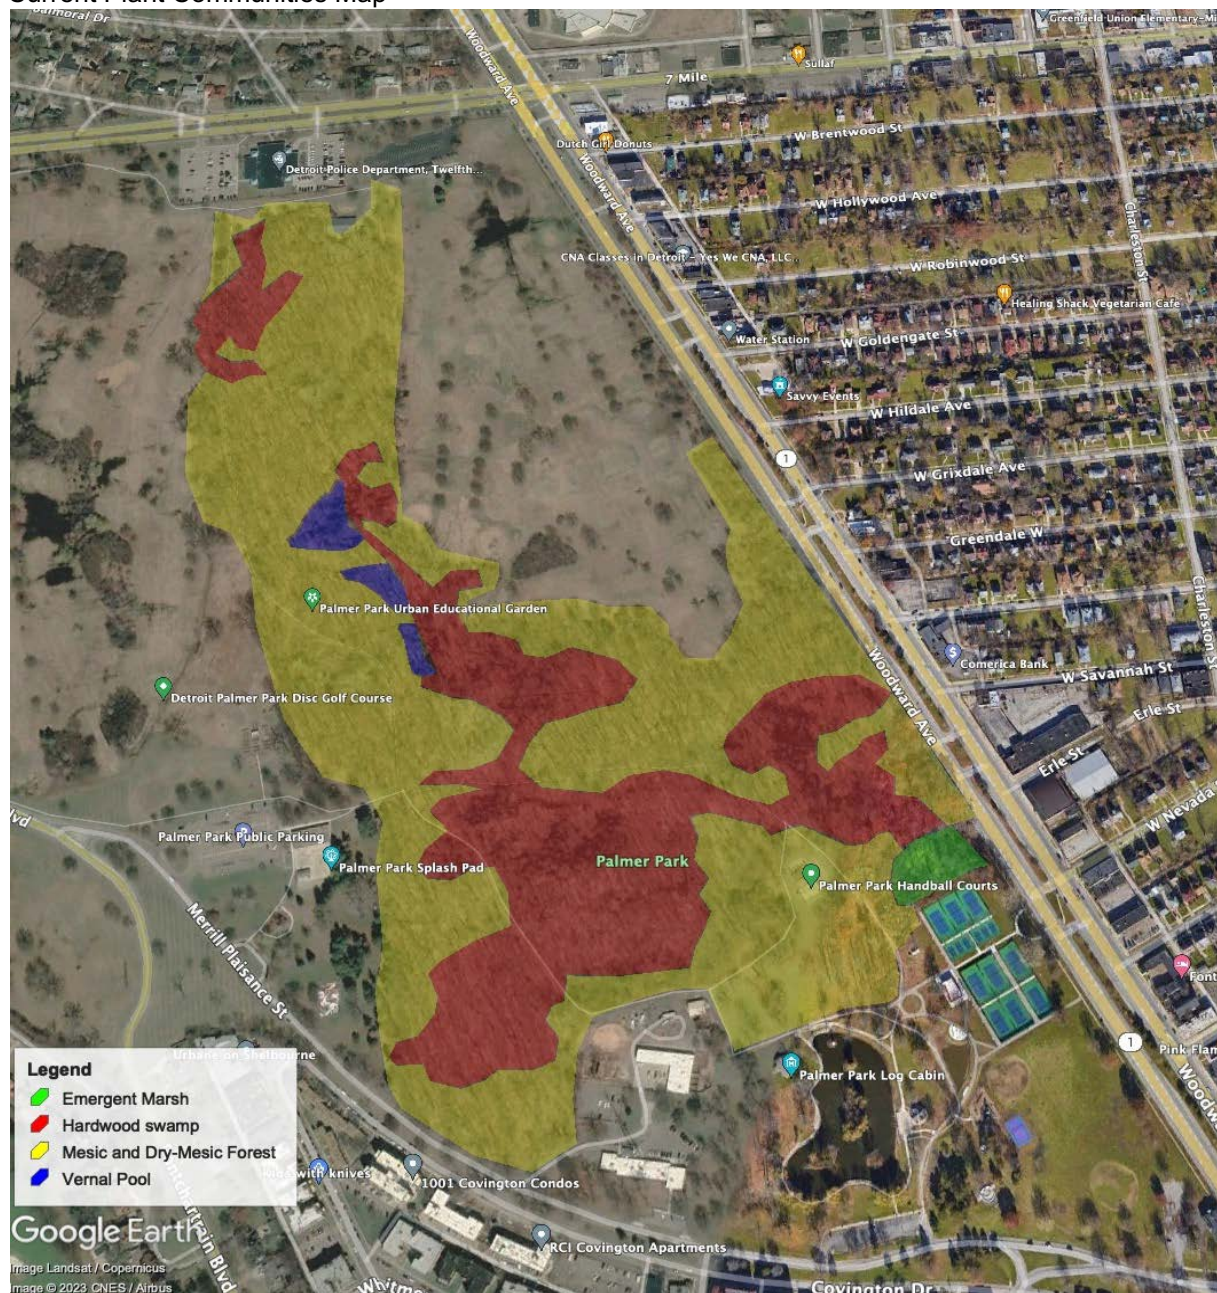 Current Plant Communities Map
Balmoral Dr
Woodward Ave
Greenfield Union Elementary-Mi
Sullaf
7 Mile
W Brentwood St
Dutch Girl Donuts
Detroit Police Department, Twelfth...
Woodward Ave
W Hollywood Ave
Charleston St
CNA Classes in Detroit - Yes We CNA, LLC.
W Robinwood St
Healing Shack Vegetarian Cafe
Water Station
W Goldengate St
Savvy Events
W Hildale Ave
1
W Grixdale Ave
Greendale W
Charleston St
Palmer Park Urban Educational Garden
Comerica Bank
W Savannah St
Woodward Ave
Detroit Palmer Park Disc Golf Course
Erle St
Erle St
W Nevada
lvd
Palmer Park Public Parking
Palmer Park Splash Pad
Palmer Park
Palmer Park Handball Courts
Merrill Plaisance St
Font
1
Pink Flam
Urbane on Shelbourne
Palmer Park Log Cabin
Woodw
Legend
Emergent Marsh
Hardwood swamp
Mesic and Dry-Mesic Forest
Vernal Pool
with knives
1001 Covington Condos
Google Earth
RCI Covington Apartments
Image Landsat / Copernicus
Image © 2023 CNES / Airbus
Blvd
Whitmo
Covington Dr